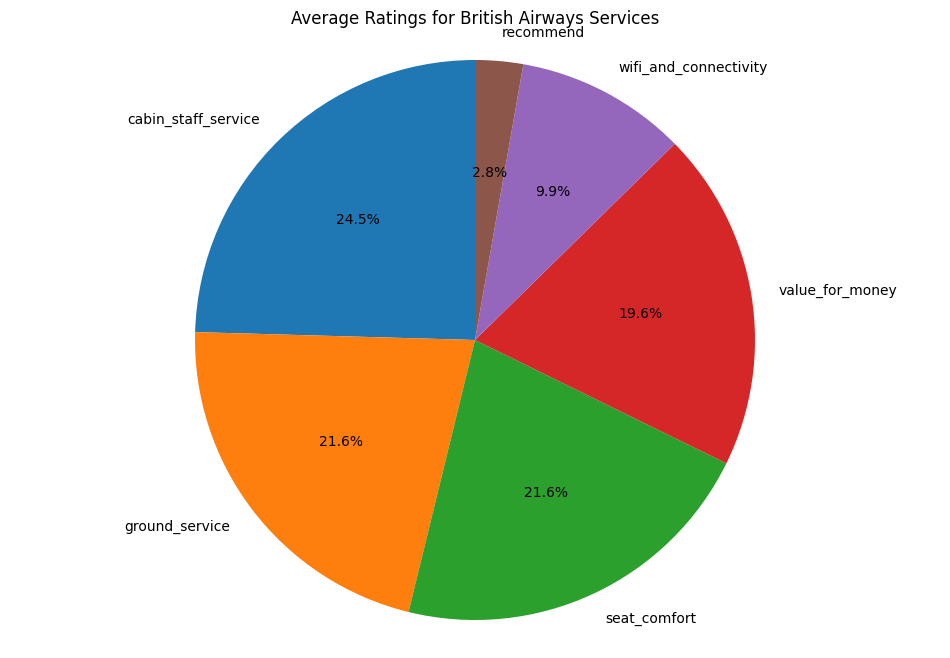 Average Ratings for British Airways Services
recommend
wifi_and_connectivity
cabin_staff_service
2.8%
9.9%
24.5%
value_for_money
19.6%
21.6%
21.6%
ground_service
seat_comfort